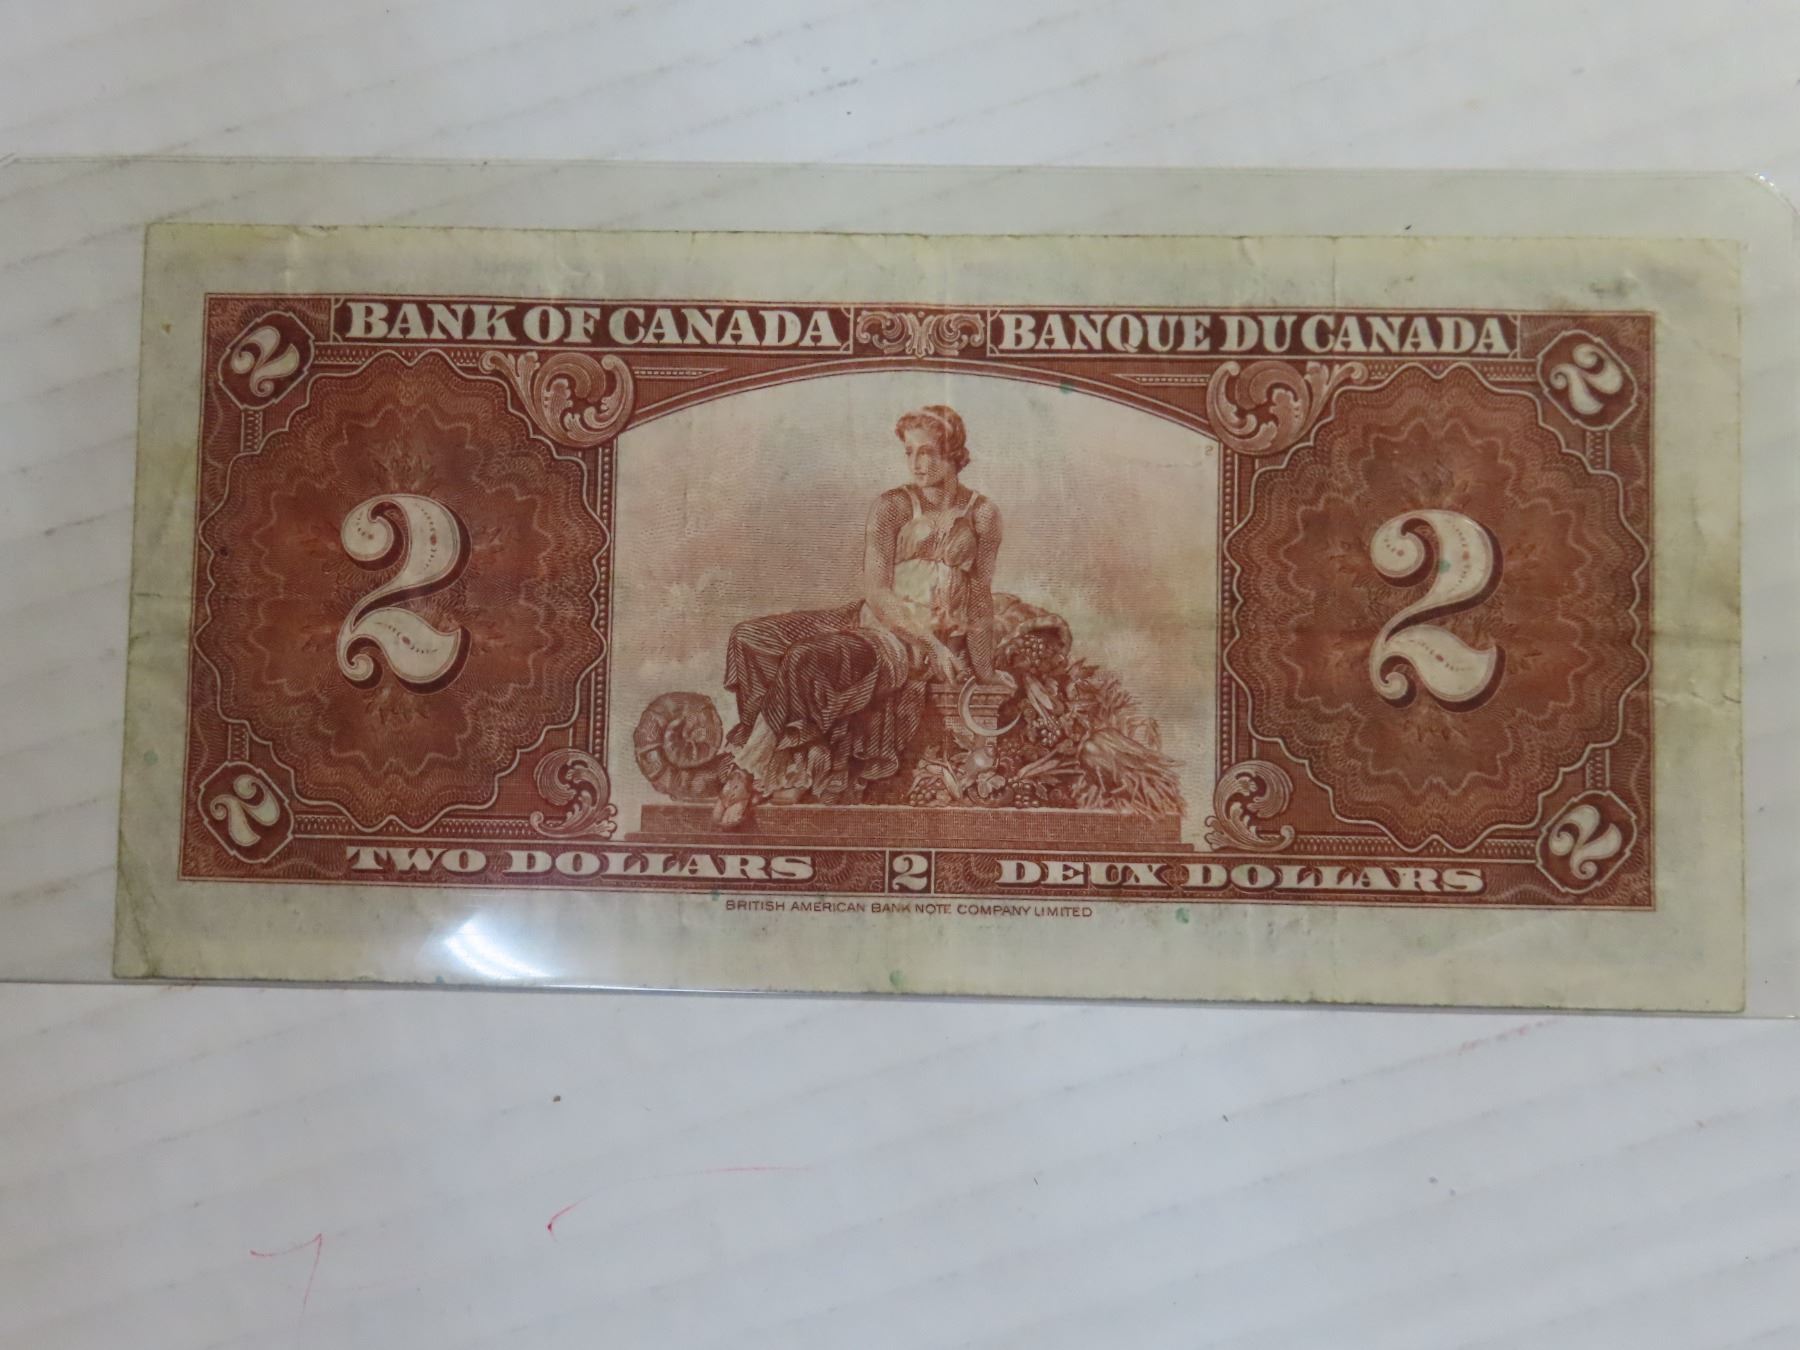 2 BANK OF CANADA BANQUE DU CANADA 2
2
2 2
2 TWO DOLLARS 2 DEUX DOLLARS 2
BRITISH AMERICAN BANK NOTE COMPANY LIMITED